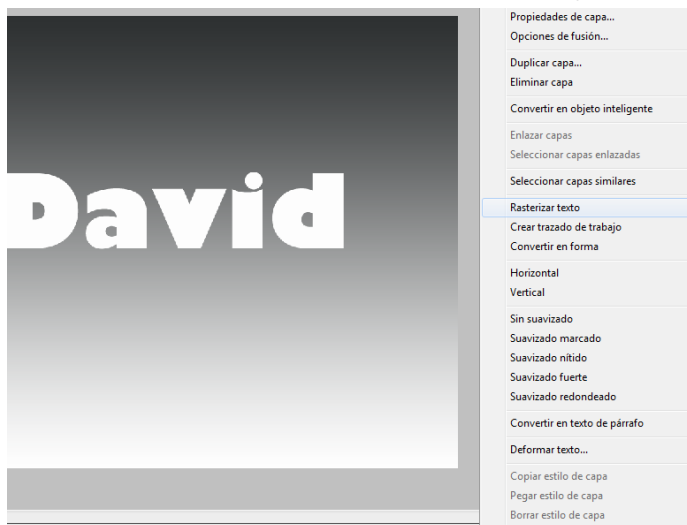 David
Propiedades de capa...
Opciones de fusión...
Duplicar capa...
Eliminar capa
Convertir en objeto inteligente
Enlazar capas
Seleccionar capas enlazadas
Seleccionar capas similares
Rasterizar texto
Crear trazado de trabajo
Convertir en forma
Horizontal
Vertical
Sin suavizado
Suavizado marcado
Suavizado nítido
Suavizado fuerte
Suavizado redondeado
Convertir en texto de párrafo
Deformar texto...
Copiar estilo de capa
Pegar estilo de capa
Borrar estilo de capa